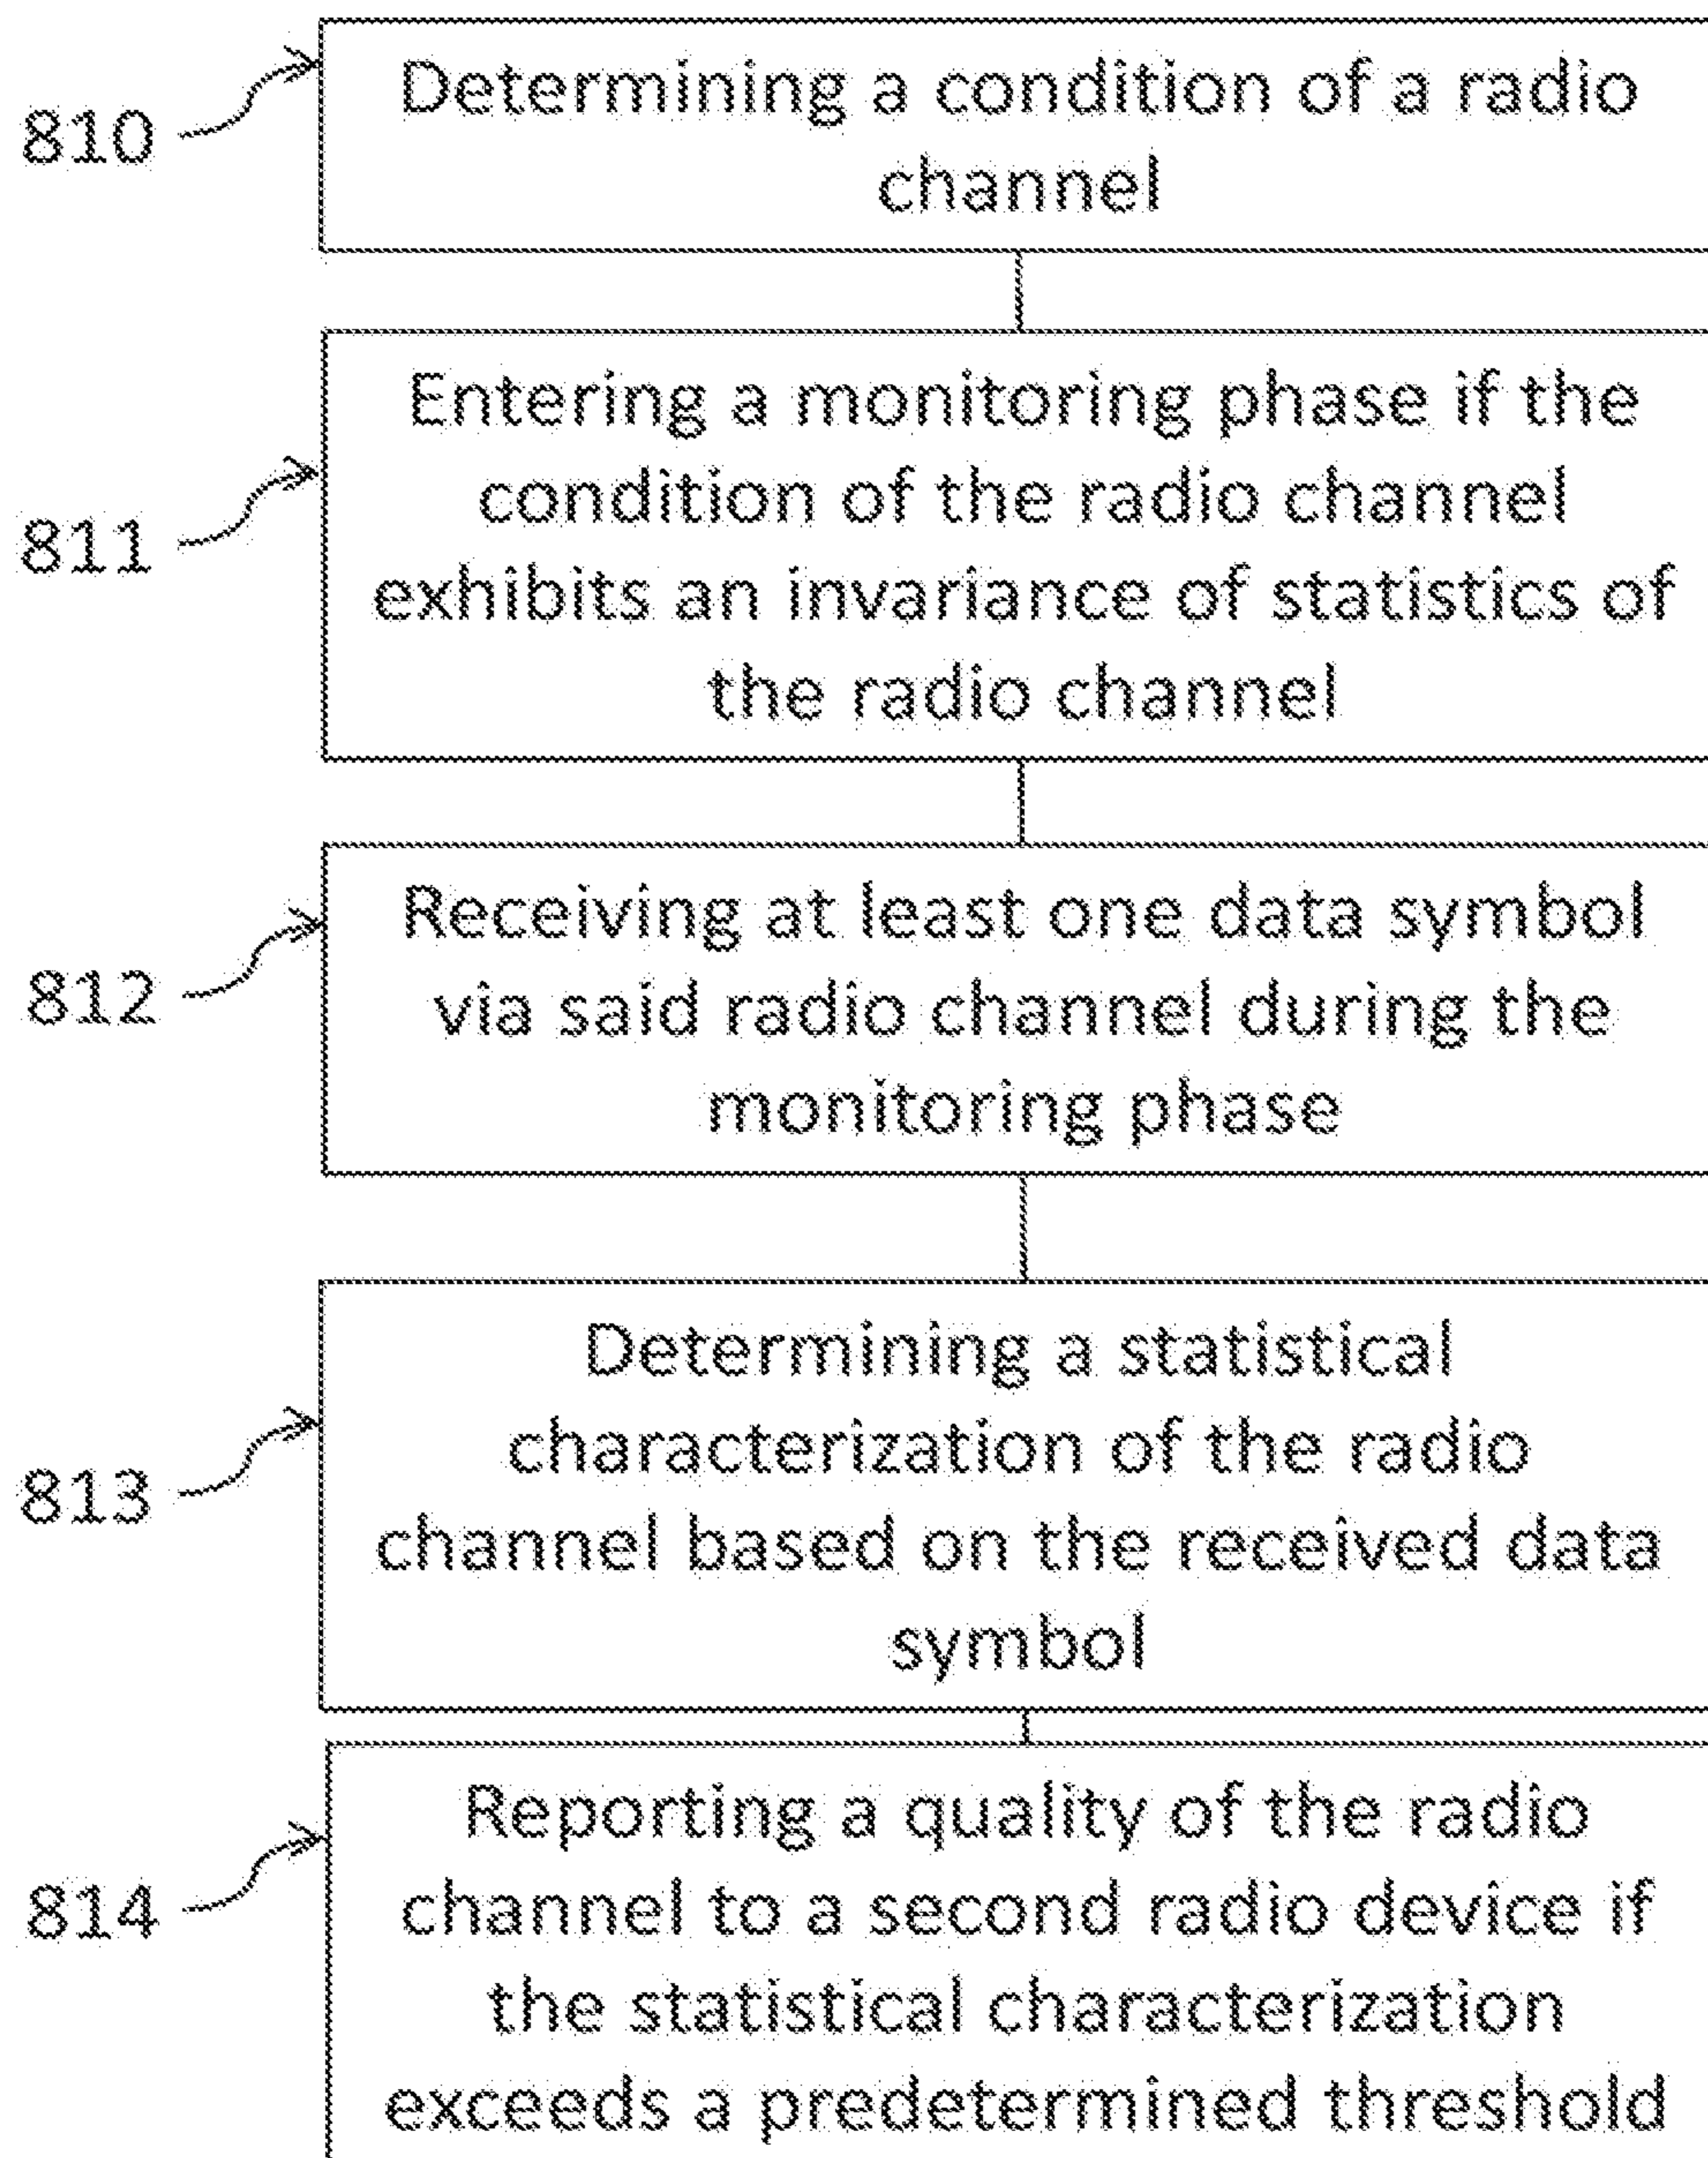 810
Determining a condition of a radio
channel
811
Entering a monitoring phase if the
condition of the radio channel
exhibits an invariance of statistics of
the radio channel
812
Receiving at least one data symbol
via said radio channel during the
monitoring phase
813
Determining a statistical
characterization of the radio
channel based on the received data
symbol
814
Reporting a quality of the radio
channel to a second radio device if
the statistical characterization
exceeds a predetermined threshold